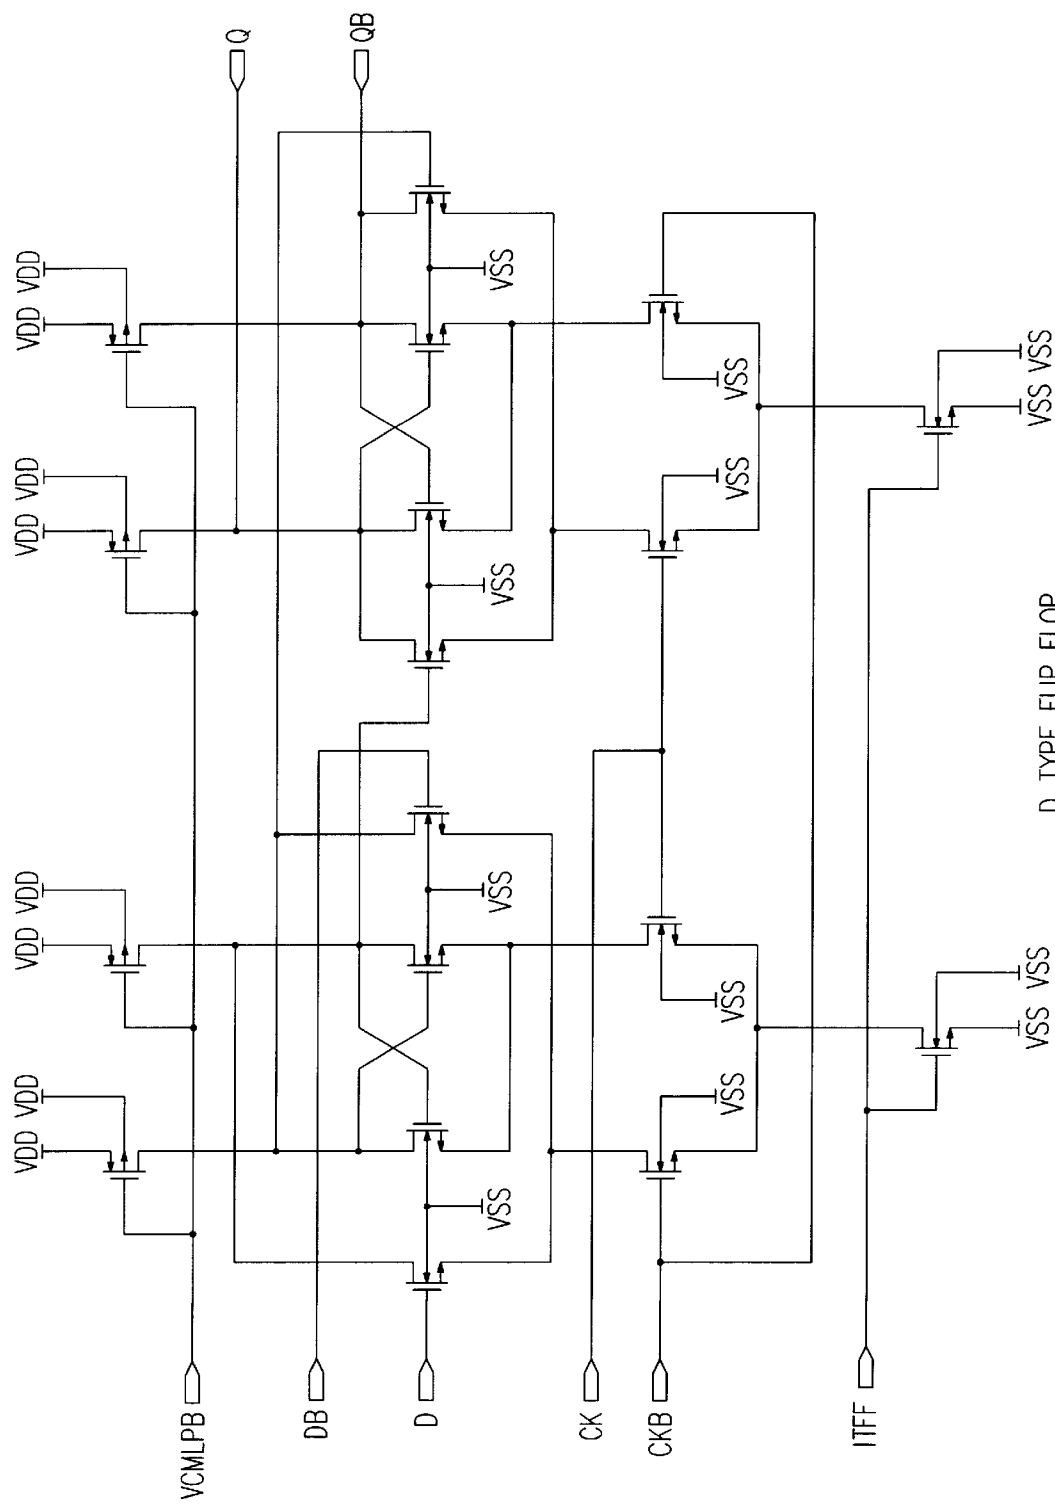 VDD VDD
VDD VDD
VDD VDD
VDD VDD
Q
QB
VSS
VSS
VSS
VSS
VSS
VSS
VSS
VSS
VSS VSS
VSS VSS
VCMLPB
DB
D
CK
CKB
ITFF
D TYPE FLIP FLOP